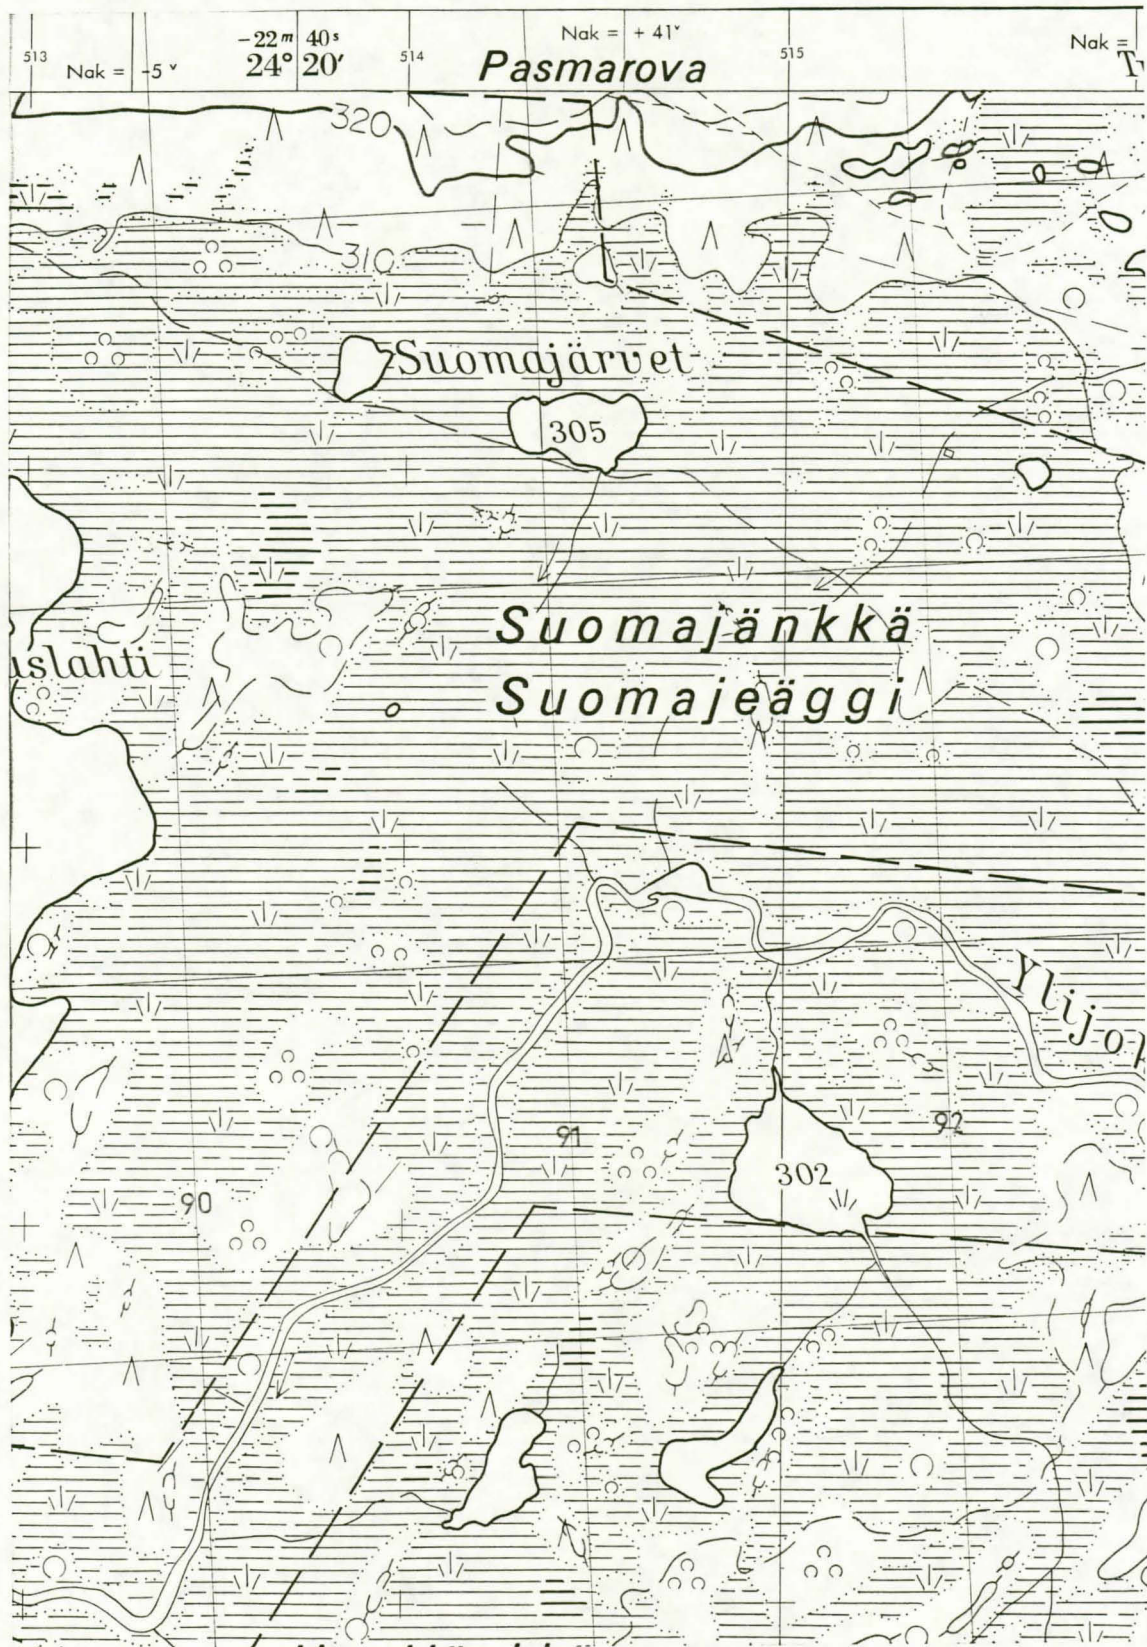 513
Nak = -5ᵛ
-22ᵐ 40ˢ
24° 20′
514
Nak = + 41ᵛ
Pasmarova
515
Nak =
320
310
Suomajärvet
305
Suomajänkkä
uslahti
Suomajeäggi
Ylijo
91
92
302
90